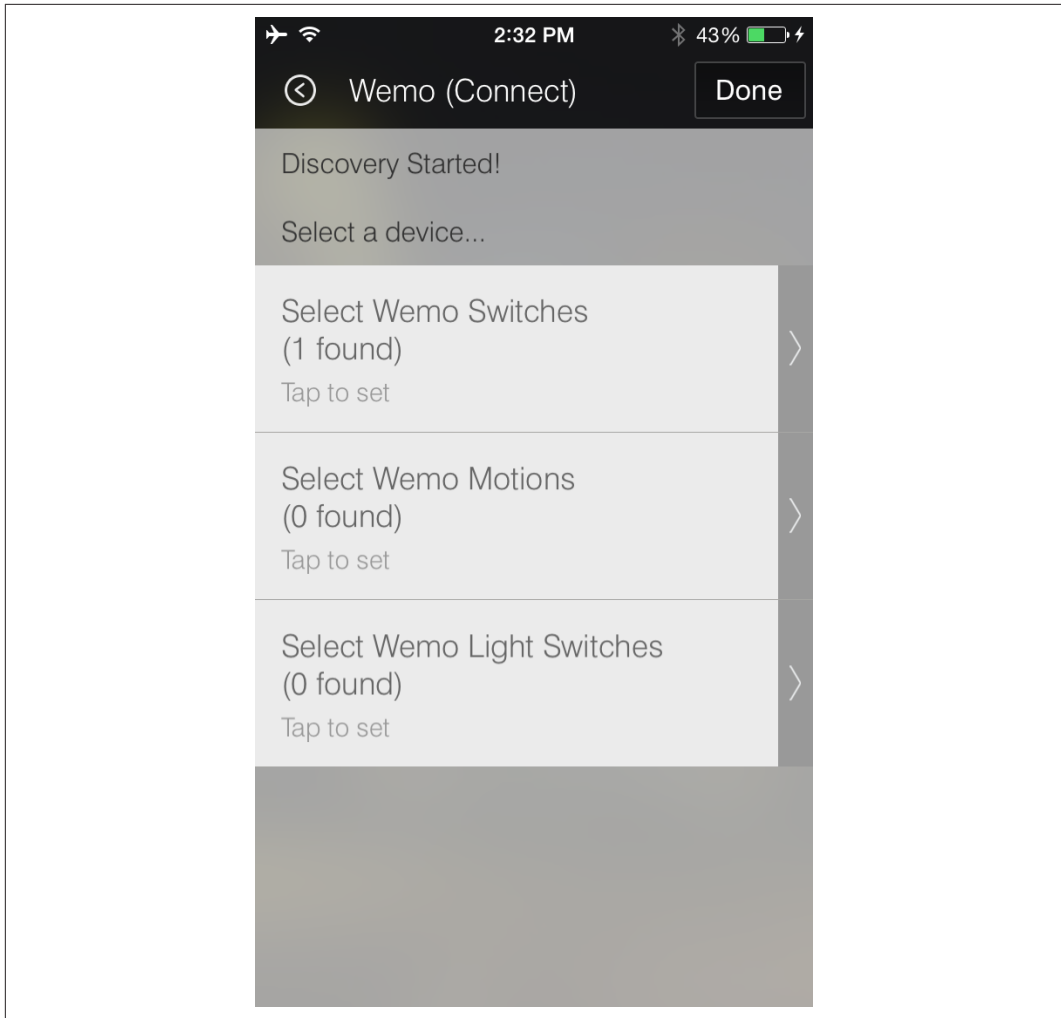 2:32 PM 43%
Wemo (Connect) Done
Discovery Started!
Select a device...
Select Wemo Switches
(1 found)
Tap to set
Select Wemo Motions
(0 found)
Tap to set
Select Wemo Light Switches
(0 found)
Tap to set